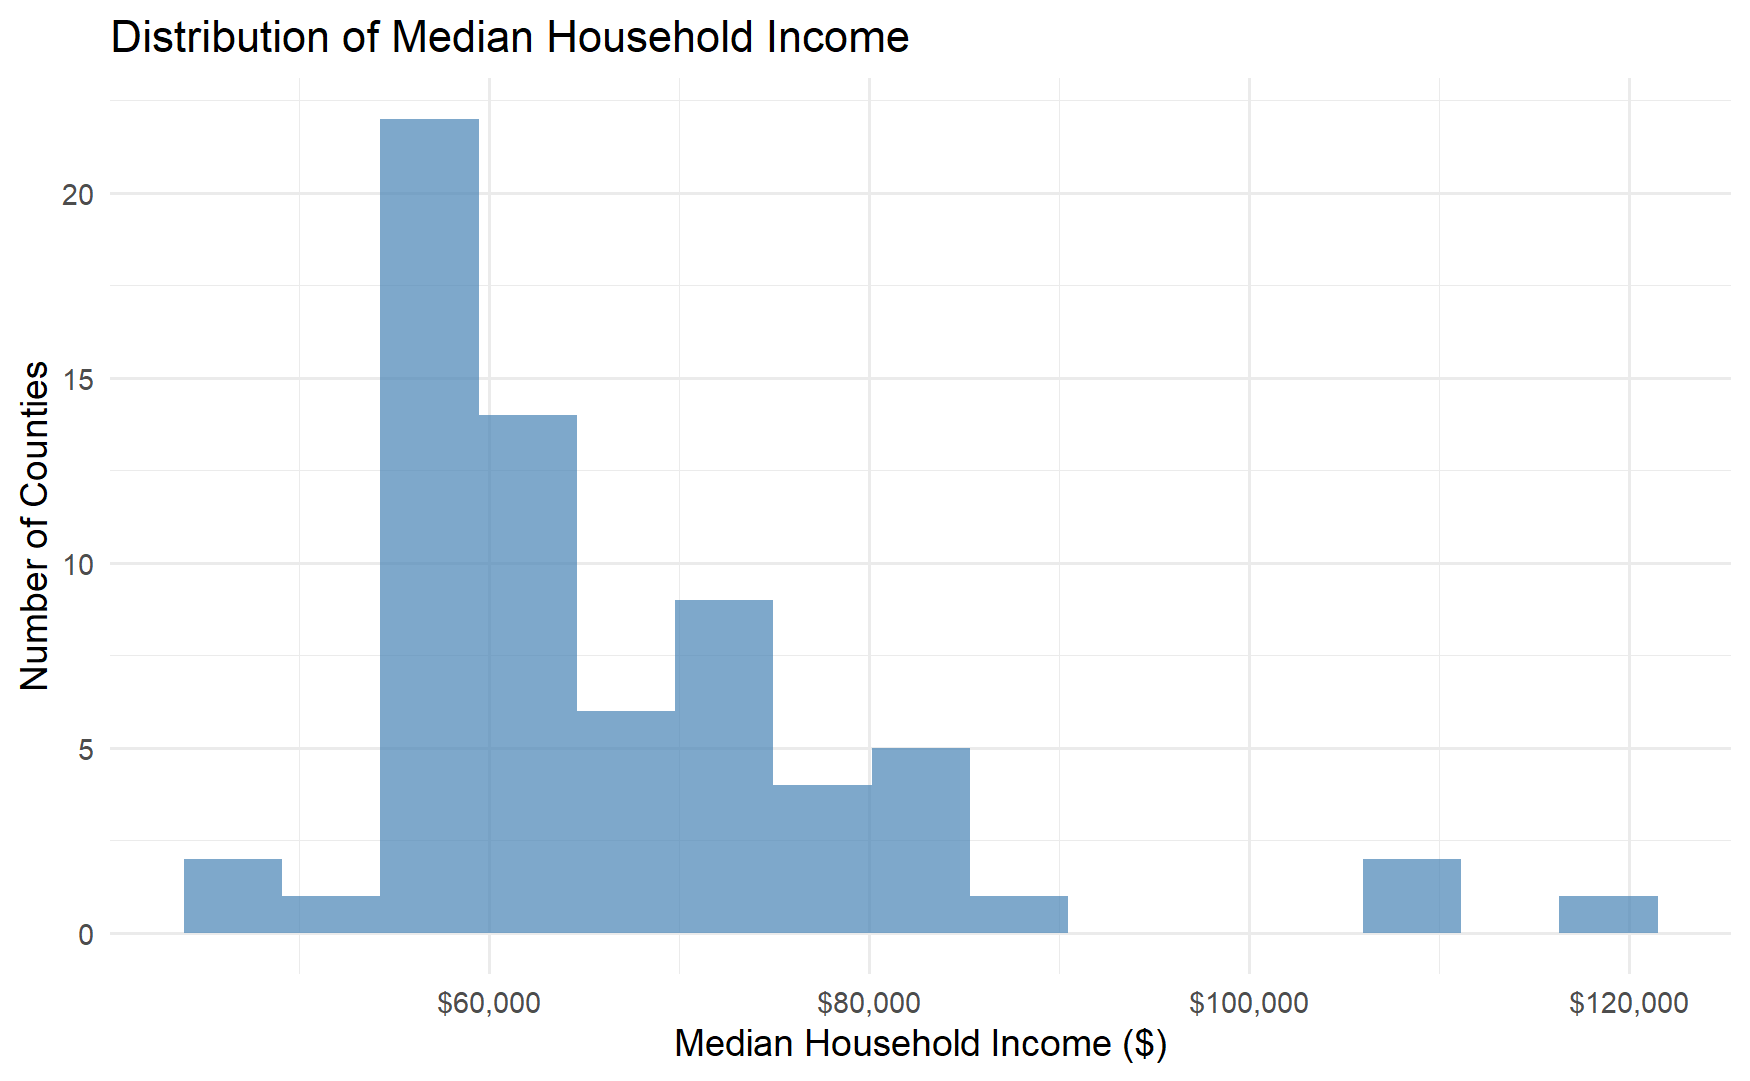 Distribution of Median Household Income
Number of Counties
20
15
10
5
0
$60,000 $80,000 $100,000 $120,000
Median Household Income ($)